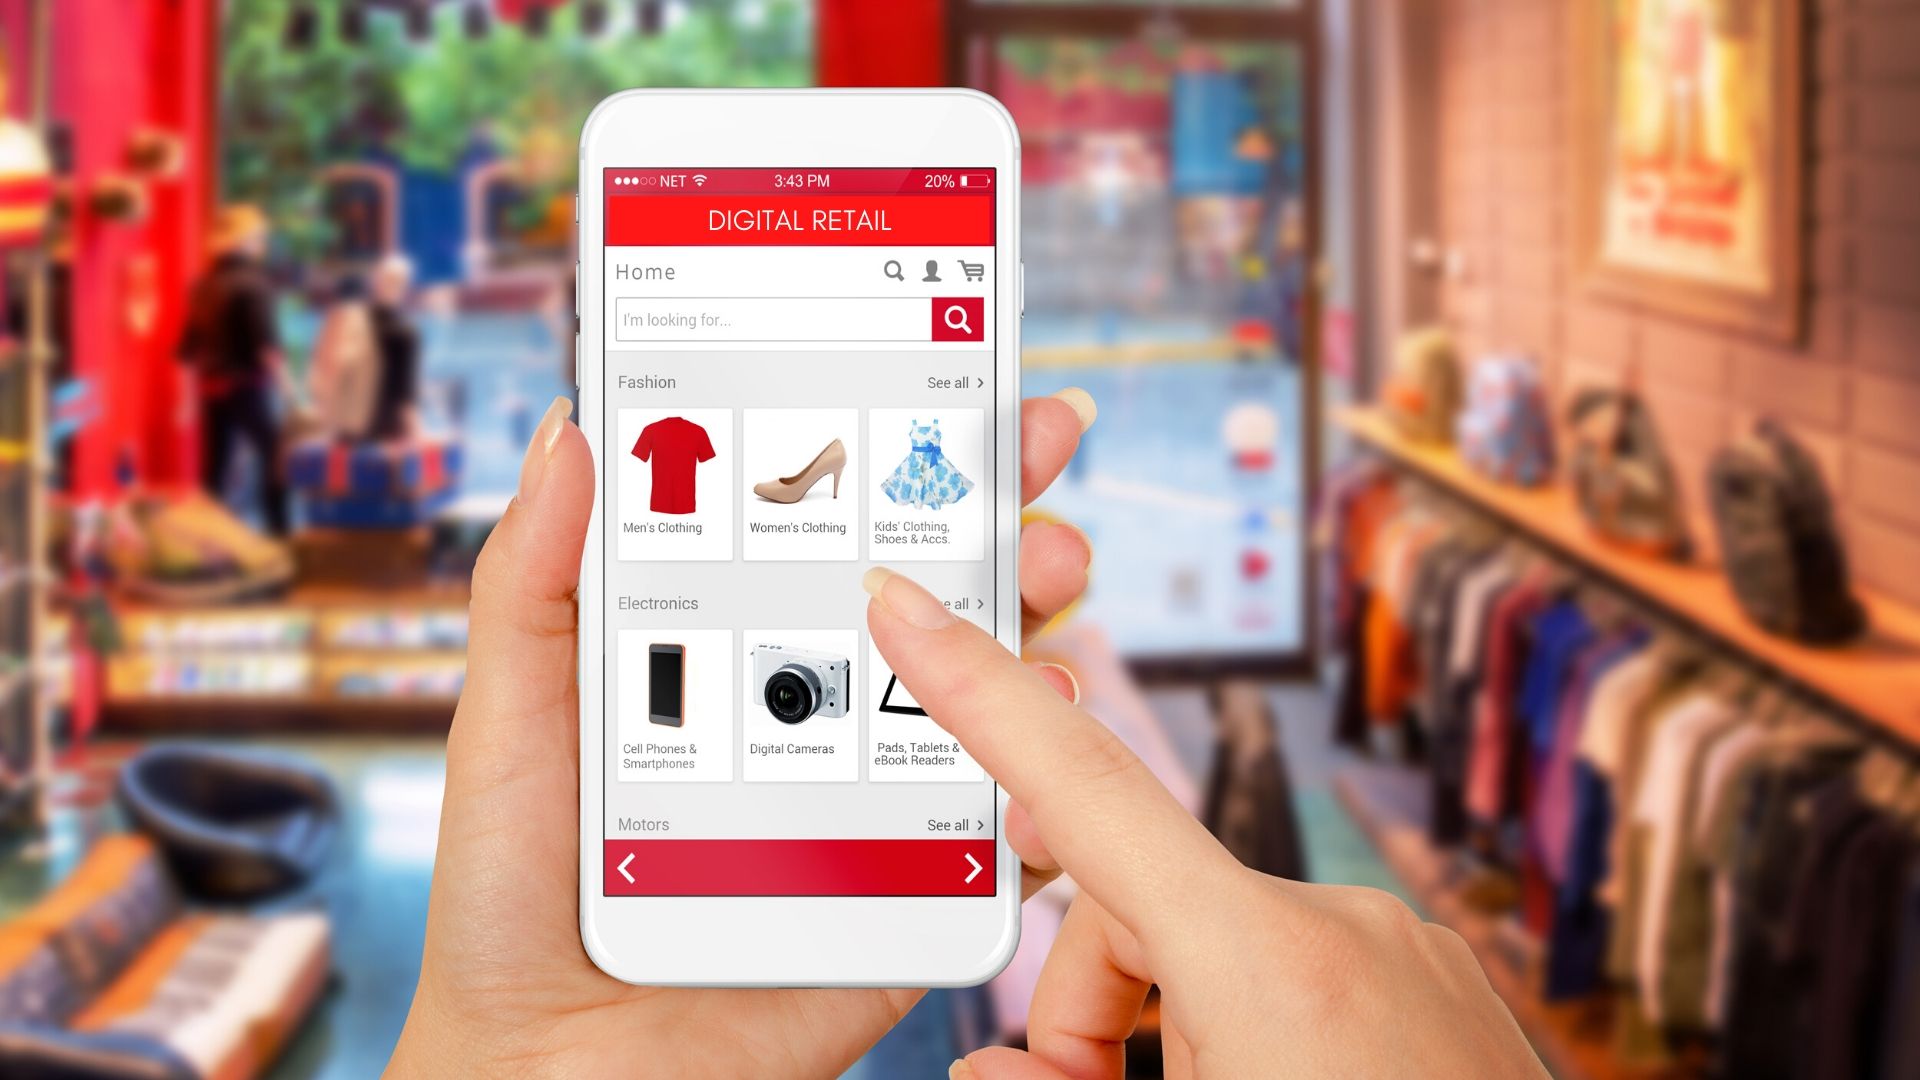 NET 3:43 PM 20%
DIGITAL RETAIL
Home
I'm looking for...
Fashion See all
Men's Clothing
Women's Clothing
Kids' Clothing,
Shoes & Accs.
Electronics all
Cell Phones &
Smartphones
Digital Cameras
Pads, Tablets &
eBook Readers
Motors See all